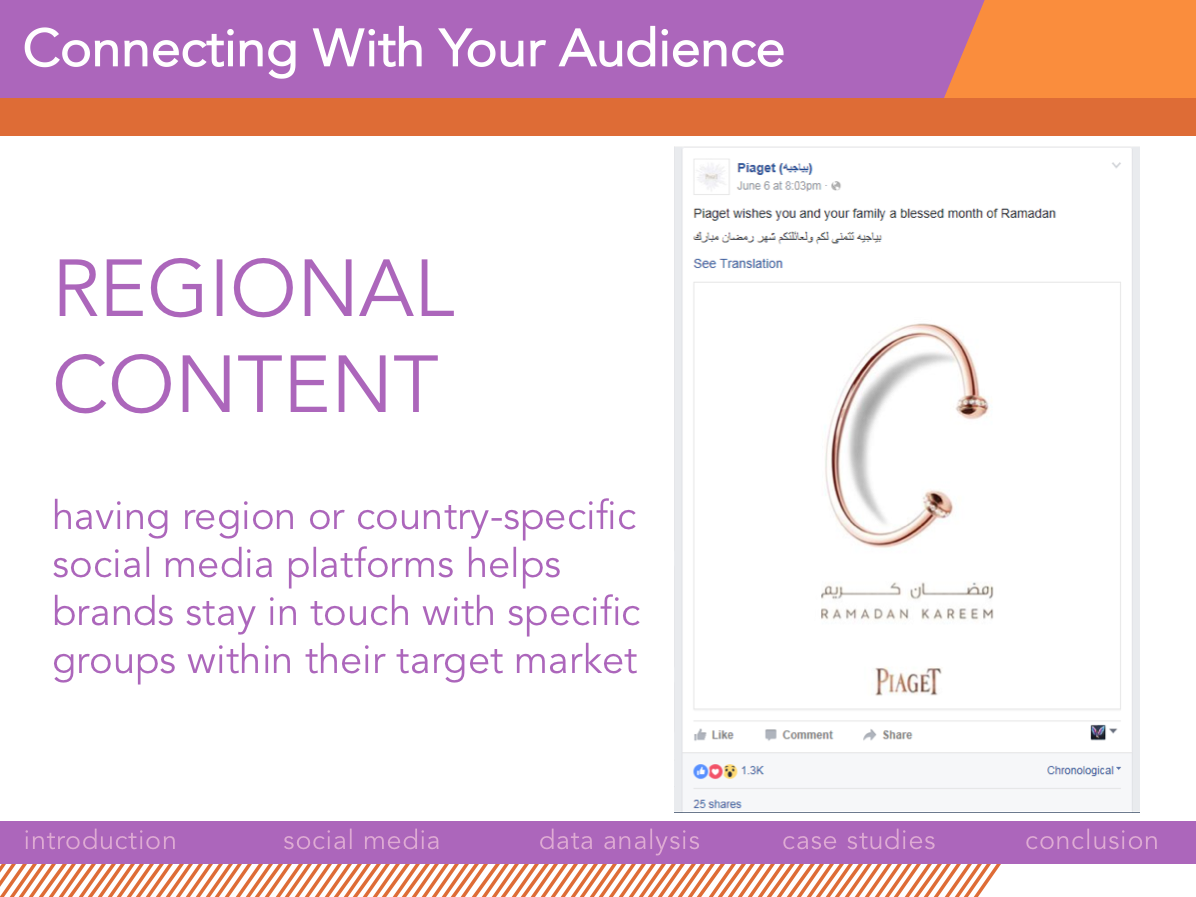 Connecting With Your Audience
REGIONAL
CONTENT
having region or country-specific
social media platforms helps
brands stay in touch with specific
groups within their target market
Piaget (بياجيه)
June 6 at 8:03pm ·
Piaget wishes you and your family a blessed month of Ramadan
بياجيه تتمنى لكم ولعائلتكم شهر رمضان مبارك
See Translation
رمضـــــان كـــــريم
RAMADAN KAREEM
PIAGET
Like Comment Share
1.3K Chronological
25 shares
introduction social media data analysis case studies conclusion